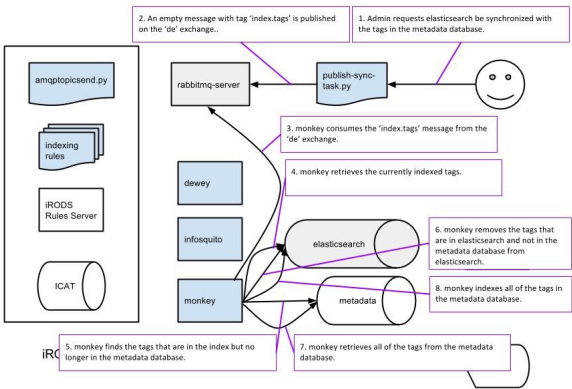 2. An empty message with tag 'index.tags' is published
on the 'de' exchange..
1. Admin requests elasticsearch be synchronized with
the tags in the metadata database.
amqptopicsend.py
rabbitmq-server
publish-sync-
task.py
3. monkey consumes the 'index.tags' message from the
'de' exchange.
indexing
rules
4. monkey retrieves the currently indexed tags.
dewey
iRODS
Rules Server
infosquito
elasticsearch
6. monkey removes the tags that
are in elasticsearch and not in the
metadata database from
elasticsearch.
ICAT
monkey
metadata
8. monkey indexes all of the tags in
the metadata database.
5. monkey finds the tags that are in the index but no
longer in the metadata database.
7. monkey retrieves all of the tags from the metadata
database.